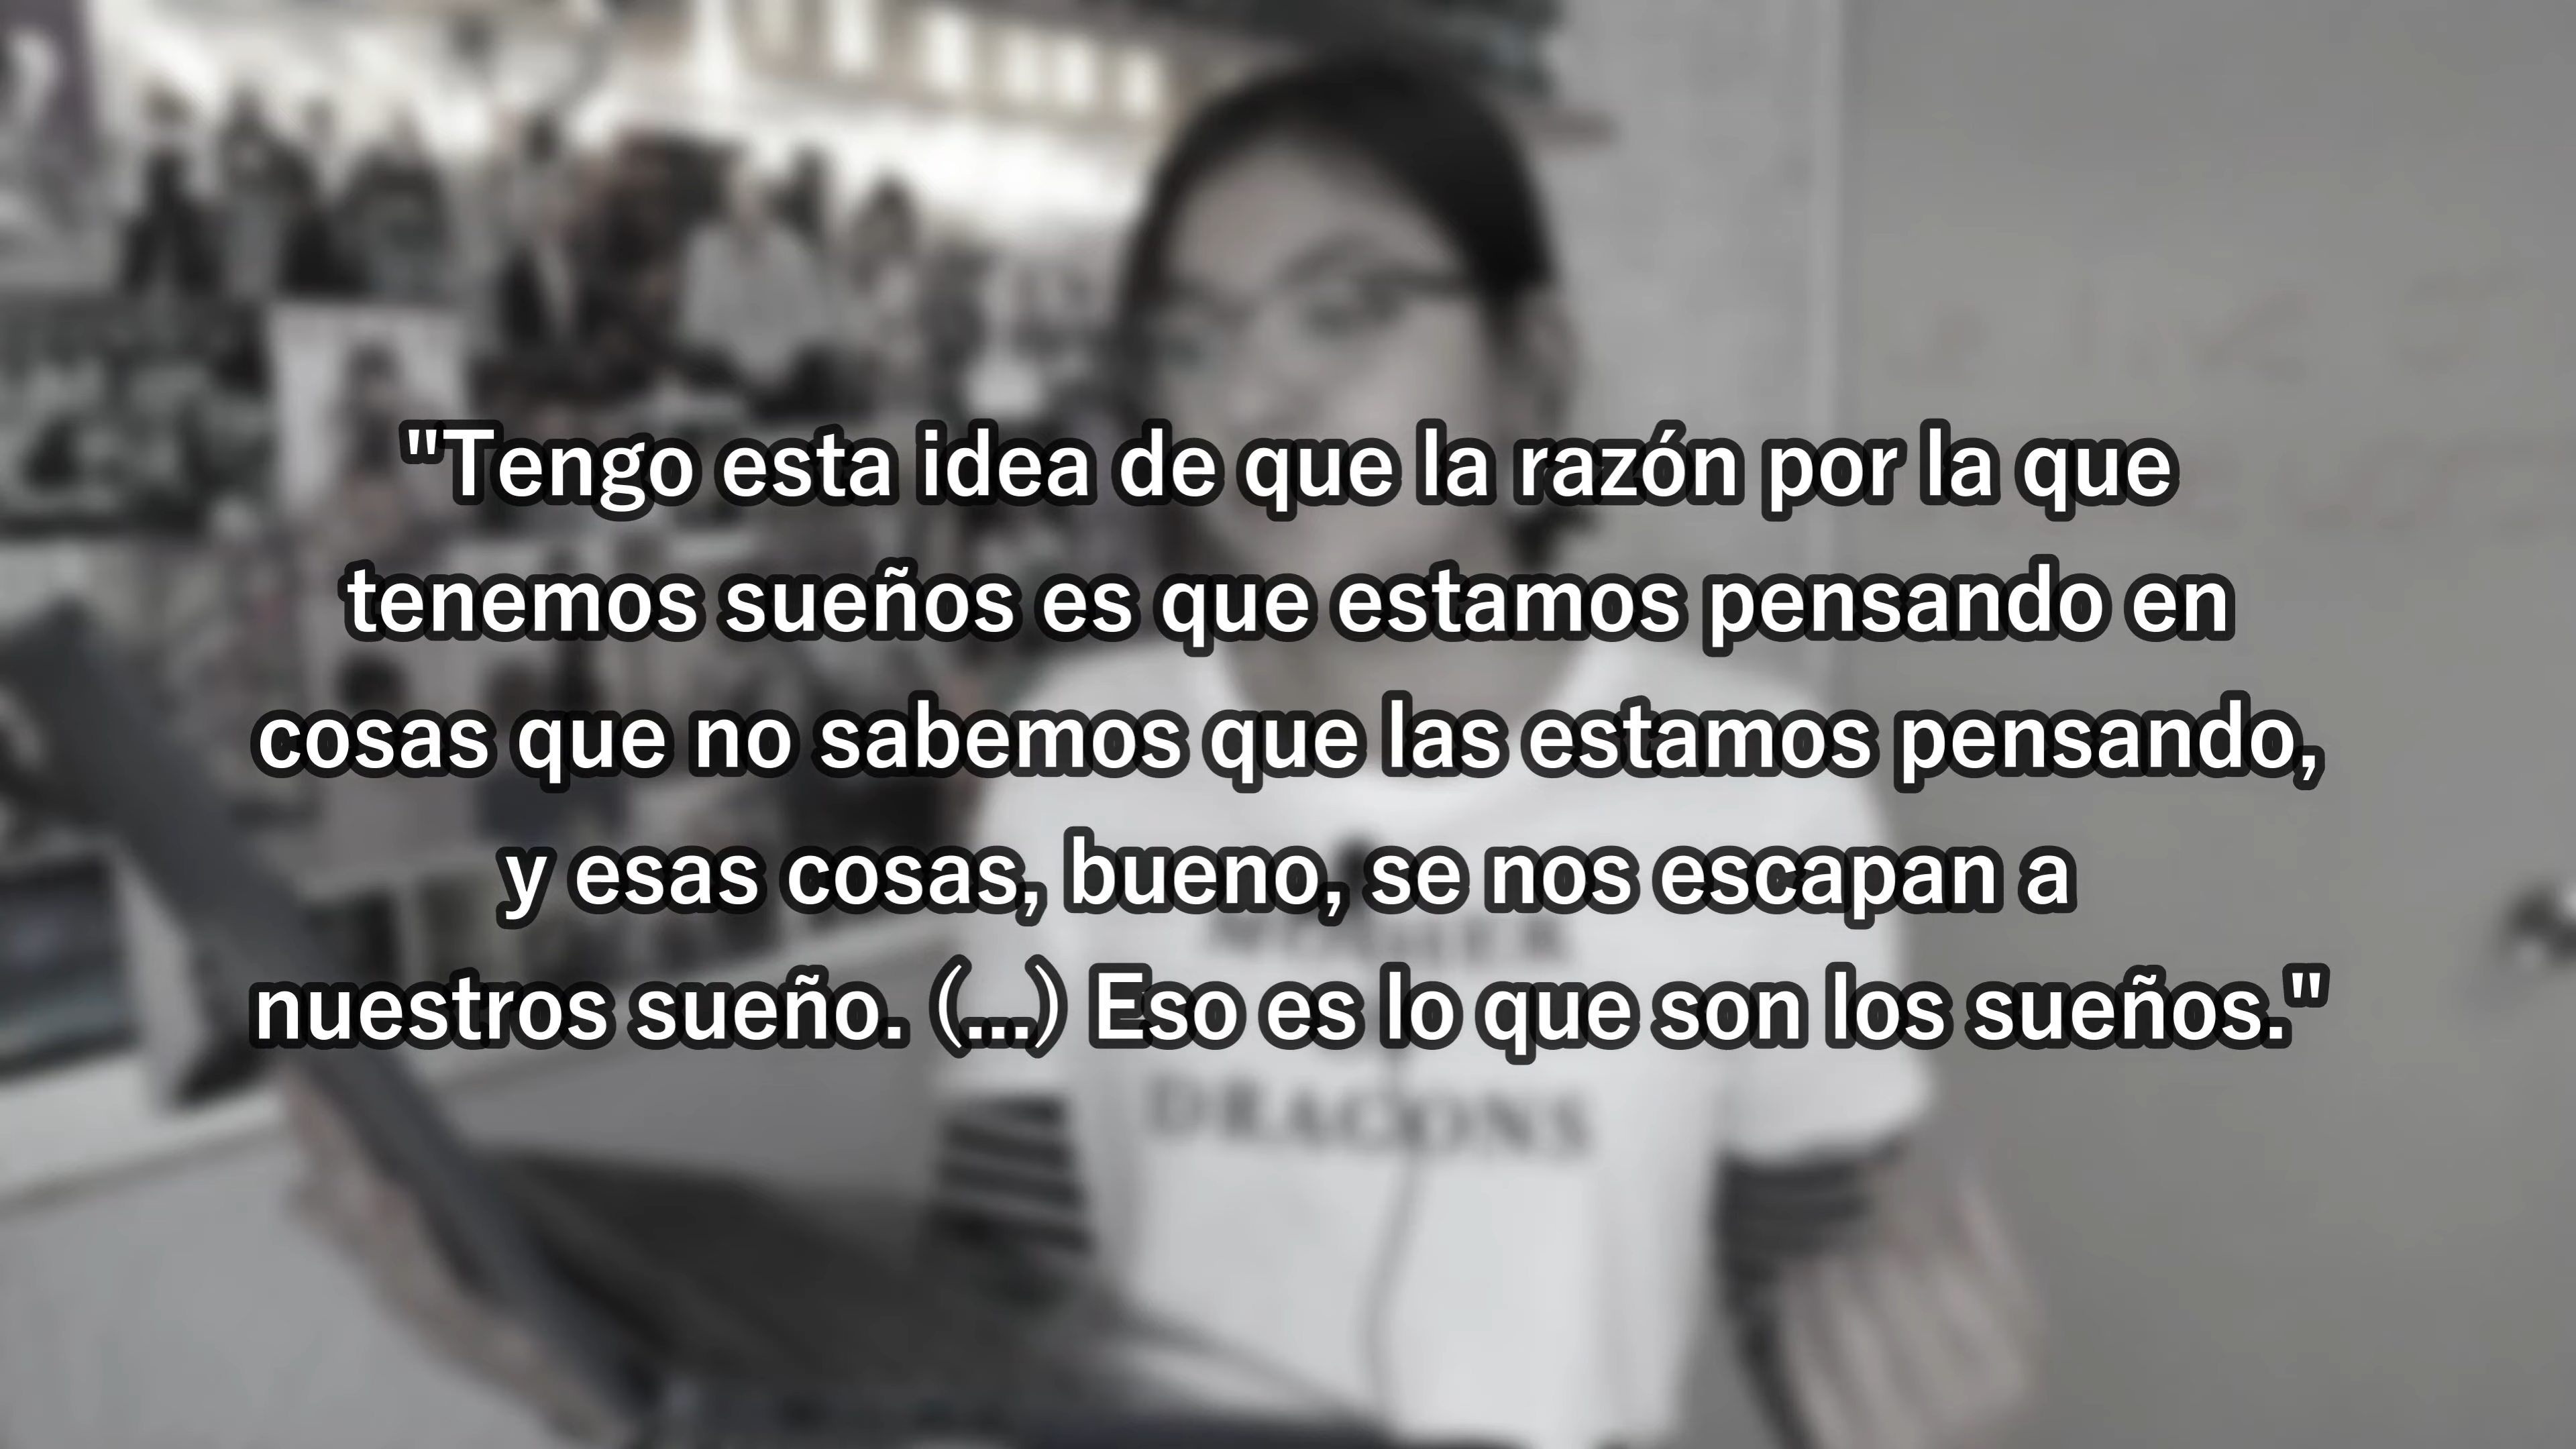 "Tengo esta idea de que la razón por la que
tenemos sueños es que estamos pensando en
cosas que no sabemos que las estamos pensando,
y esas cosas, bueno, se nos escapan a
nuestros sueño. (...) Eso es lo que son los sueños."
DRAGONS